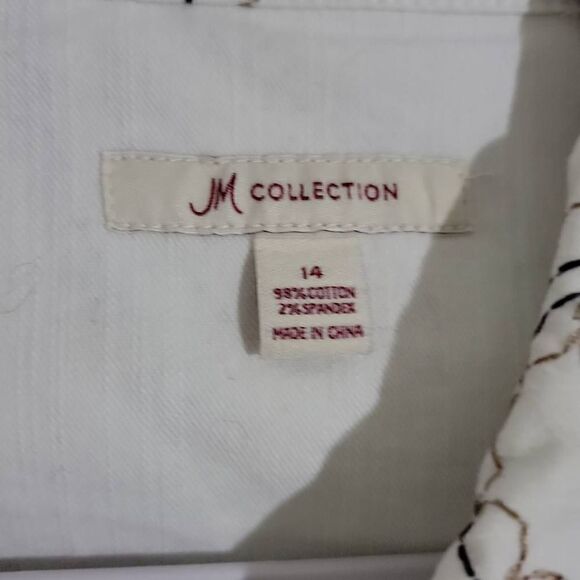 JM COLLECTION
14
98% COTTON
2% SPANDEX
MADE IN CHINA